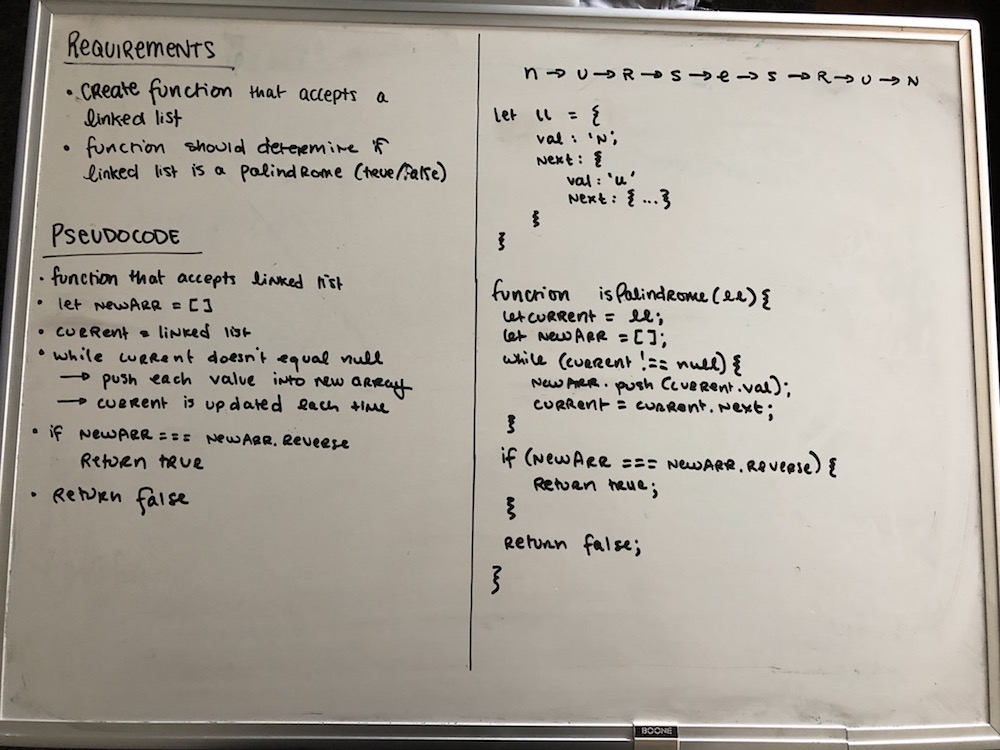 REQUIREMENTS
• CREATE function that accepts a
linked list
• function should determine if
linked list is a palindrome (true/false)
PSEUDOCODE
• function that accepts linked list
• let newArr = [ ]
• current = linked list
• while current doesn't equal null
→ push each value into new array
→ current is updated each time
• if newArr === newArr.reverse
Return true
• Return false
n → u → R → s → e → s → R → u → N
let ll = {
val: 'N;
Next: {
val: 'u'
Next: { ... }
}
}
function isPalindrome(ll){
let current = ll;
let newArr = [];
while (current !== null){
newArr.push(current.val);
current = current.next;
}
if (newArr === newArr.reverse) {
Return true;
}
return false;
}
BOONE